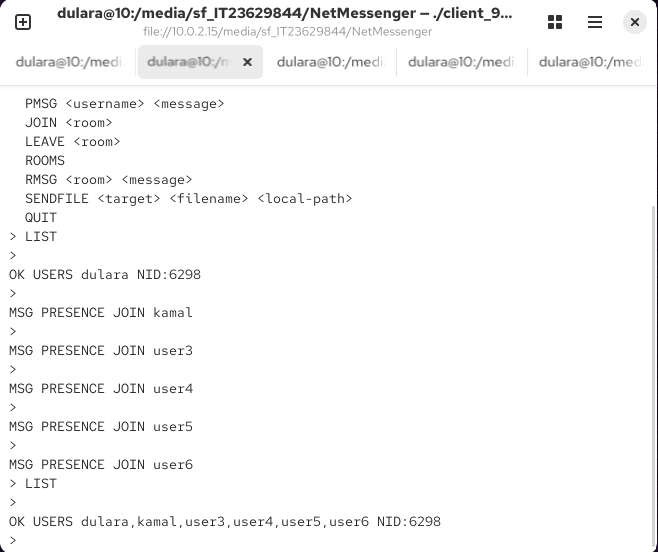 dulara@10:/media/sf_IT23629844/NetMessenger — ./client_9...
file://10.0.2.15/media/sf_IT23629844/NetMessenger
dulara@10:/medi dulara@10:/m dulara@10:/medi dulara@10:/medi dulara@10:/med
PMSG <username> <message>
JOIN <room>
LEAVE <room>
ROOMS
RMSG <room> <message>
SENDFILE <target> <filename> <local-path>
QUIT
> LIST
>
OK USERS dulara NID:6298
>
MSG PRESENCE JOIN kamal
>
MSG PRESENCE JOIN user3
>
MSG PRESENCE JOIN user4
>
MSG PRESENCE JOIN user5
>
MSG PRESENCE JOIN user6
> LIST
>
OK USERS dulara,kamal,user3,user4,user5,user6 NID:6298
>